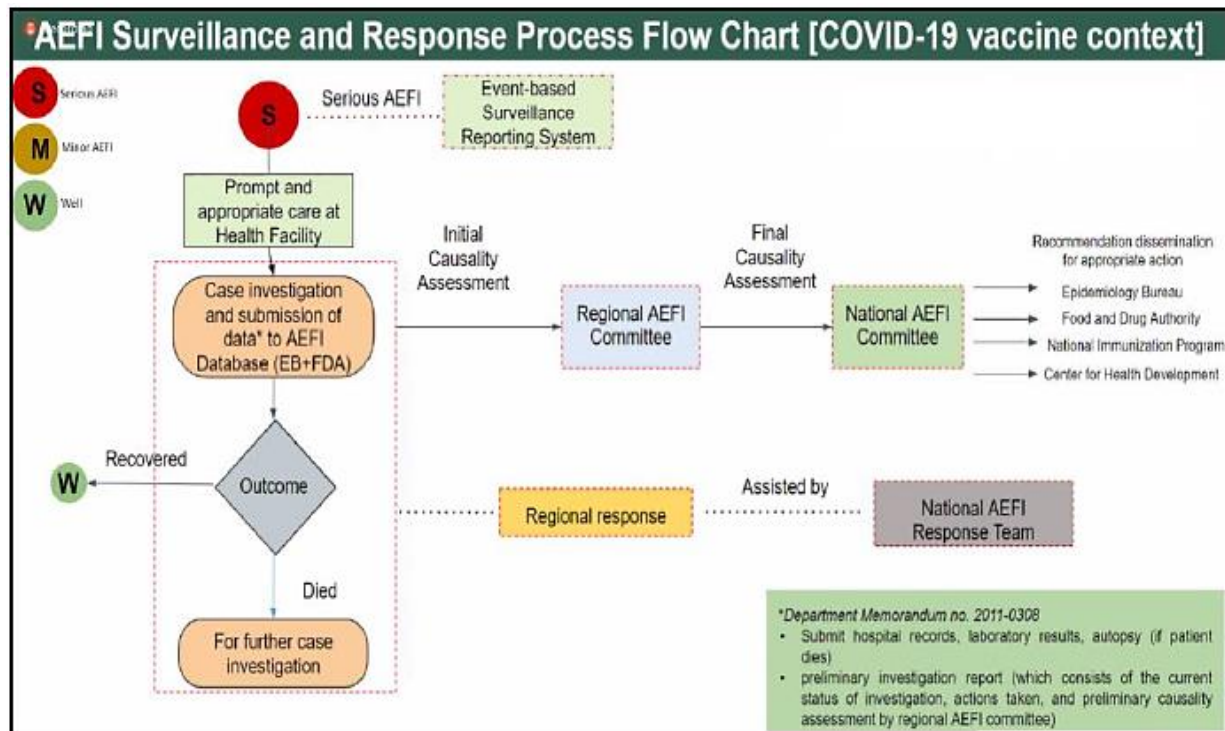 AEFI Surveillance and Response Process Flow Chart [COVID-19 vaccine context]
S
Serious AEFI
M
Minor AEFI
W
Well
S
Serious AEFI
Event-based
Surveillance
Reporting System
Prompt and
appropriate care at
Health Facility
Case investigation
and submission of
data* to AEFI
Database (EB+FDA)
Initial
Causality
Assessment
Regional AEFI
Committee
Final
Causality
Assessment
National AEFI
Committee
Recommendation dissemination
for appropriate action
Epidemiology Bureau
Food and Drug Authority
National Immunization Program
Center for Health Development
Outcome
Recovered
W
Died
For further case
investigation
Regional response
Assisted by
National AEFI
Response Team
*Department Memorandum no. 2011-0308
• Submit hospital records, laboratory results, autopsy (if patient
dies)
• preliminary investigation report (which consists of the current
status of investigation, actions taken, and preliminary causality
assessment by regional AEFI committee)